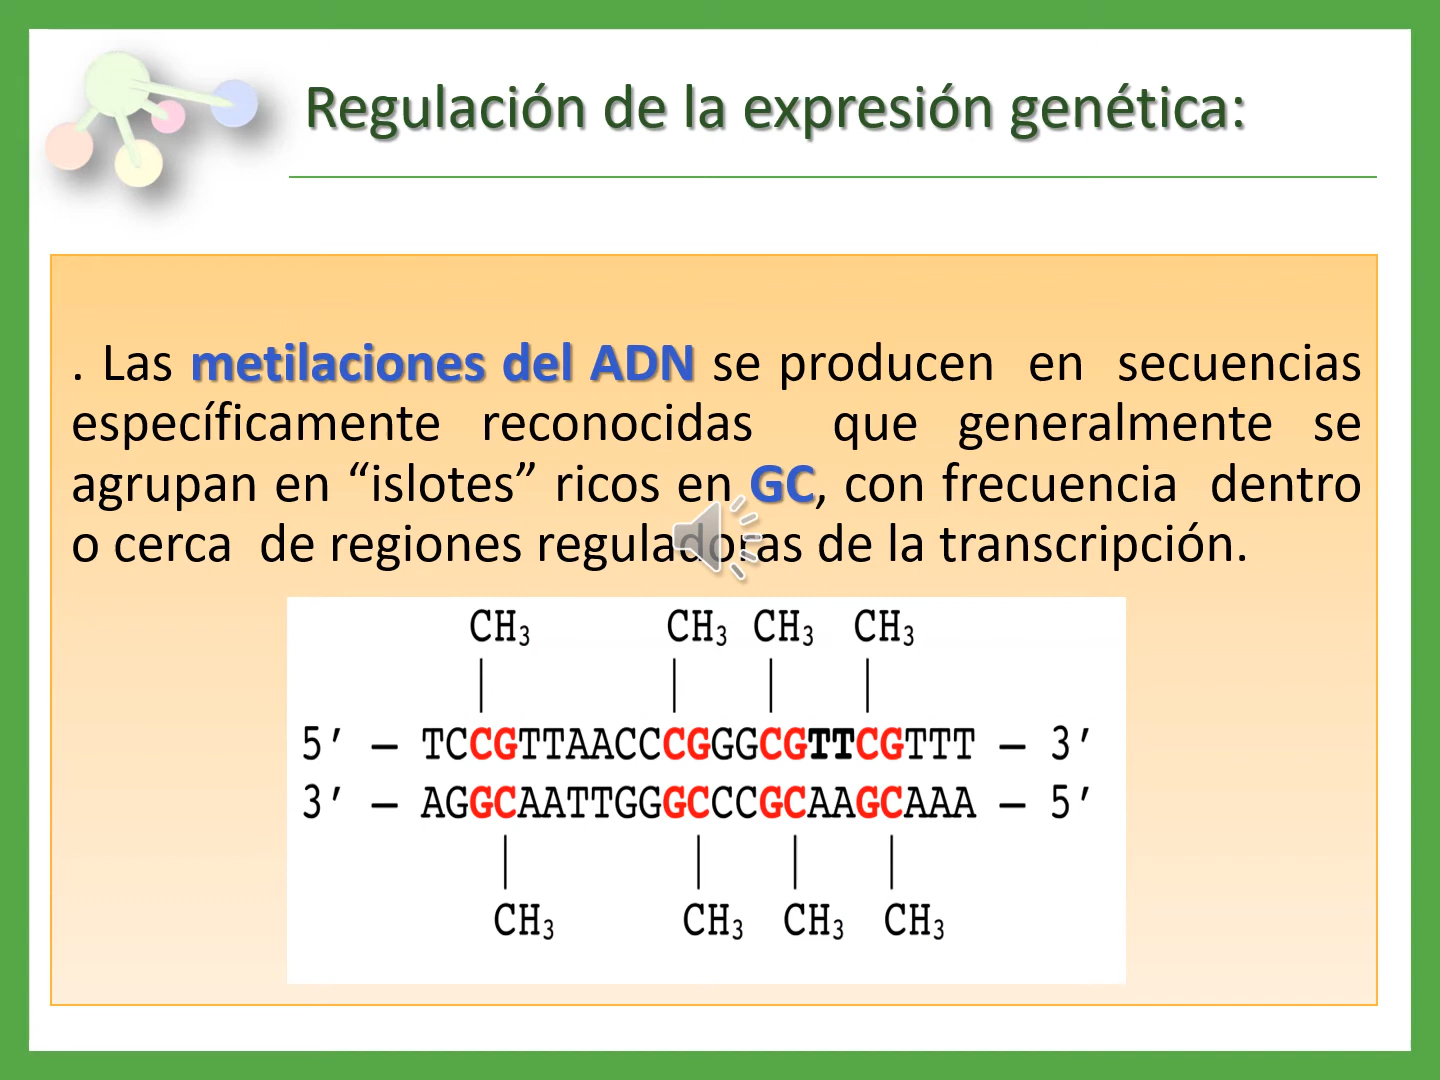 Regulación de la expresión genética:
. Las metilaciones del ADN se producen en secuencias
específicamente reconocidas que generalmente se
agrupan en “islotes” ricos en GC, con frecuencia dentro
o cerca de regiones reguladoras de la transcripción.
CH₃ CH₃ CH₃ CH₃
5’ – TCCGTTAACCCCGGGCGTTCGTTT – 3’
3’ – AGGCAATTGGGCCCGCAAGCAAA – 5’
CH₃ CH₃ CH₃ CH₃